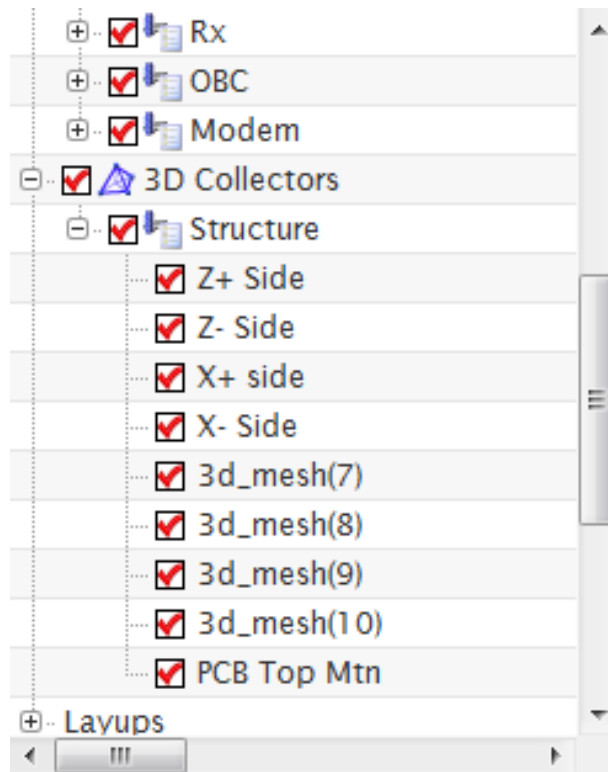 Rx
OBC
Modem
3D Collectors
Structure
Z+ Side
Z- Side
X+ side
X- Side
3d_mesh(7)
3d_mesh(8)
3d_mesh(9)
3d_mesh(10)
PCB Top Mtn
Layups